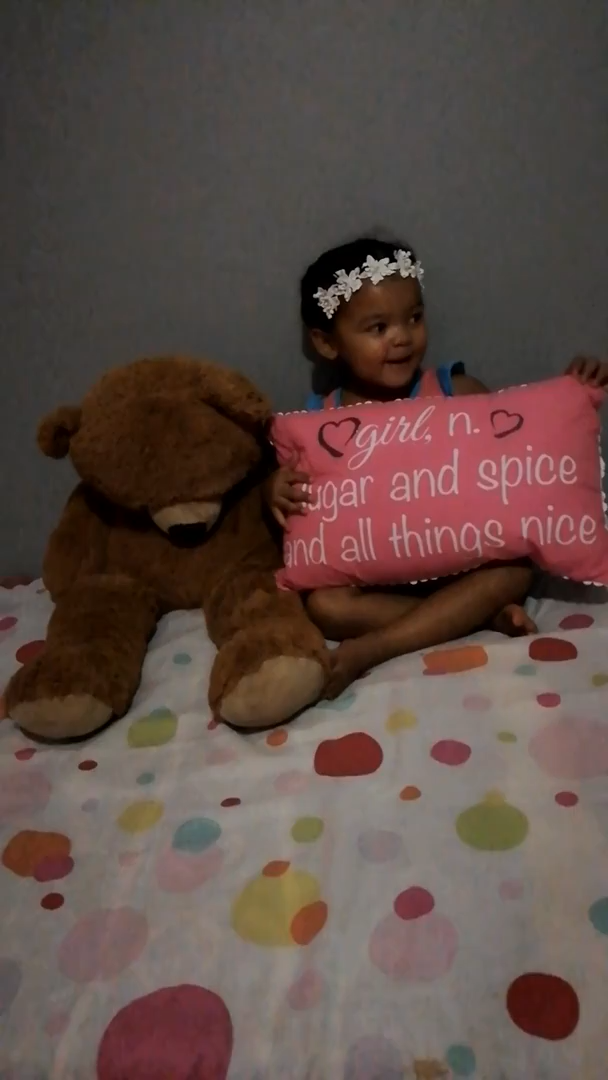 girl, n.
ugar and spice
and all things nice